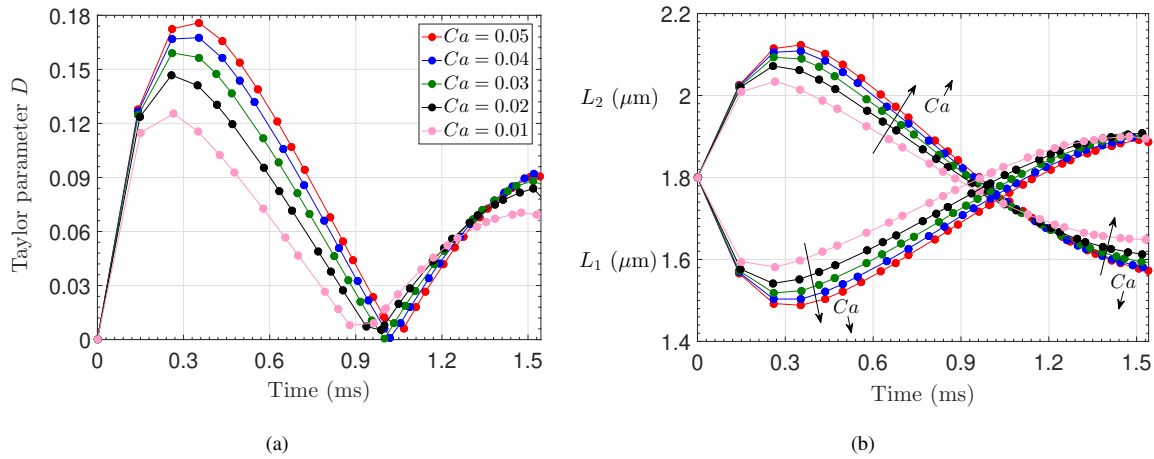 0.18
0.15
0.12
0.09
0.06
0.03
0
Taylor parameter D
Ca = 0.05
Ca = 0.04
Ca = 0.03
Ca = 0.02
Ca = 0.01
0 0.3 0.6 0.9 1.2 1.5
Time (ms)
(a)
2.2
2
1.8
1.6
1.4
L₂ (μm)
L₁ (μm)
Ca
Ca
Ca
0 0.3 0.6 0.9 1.2 1.5
Time (ms)
(b)